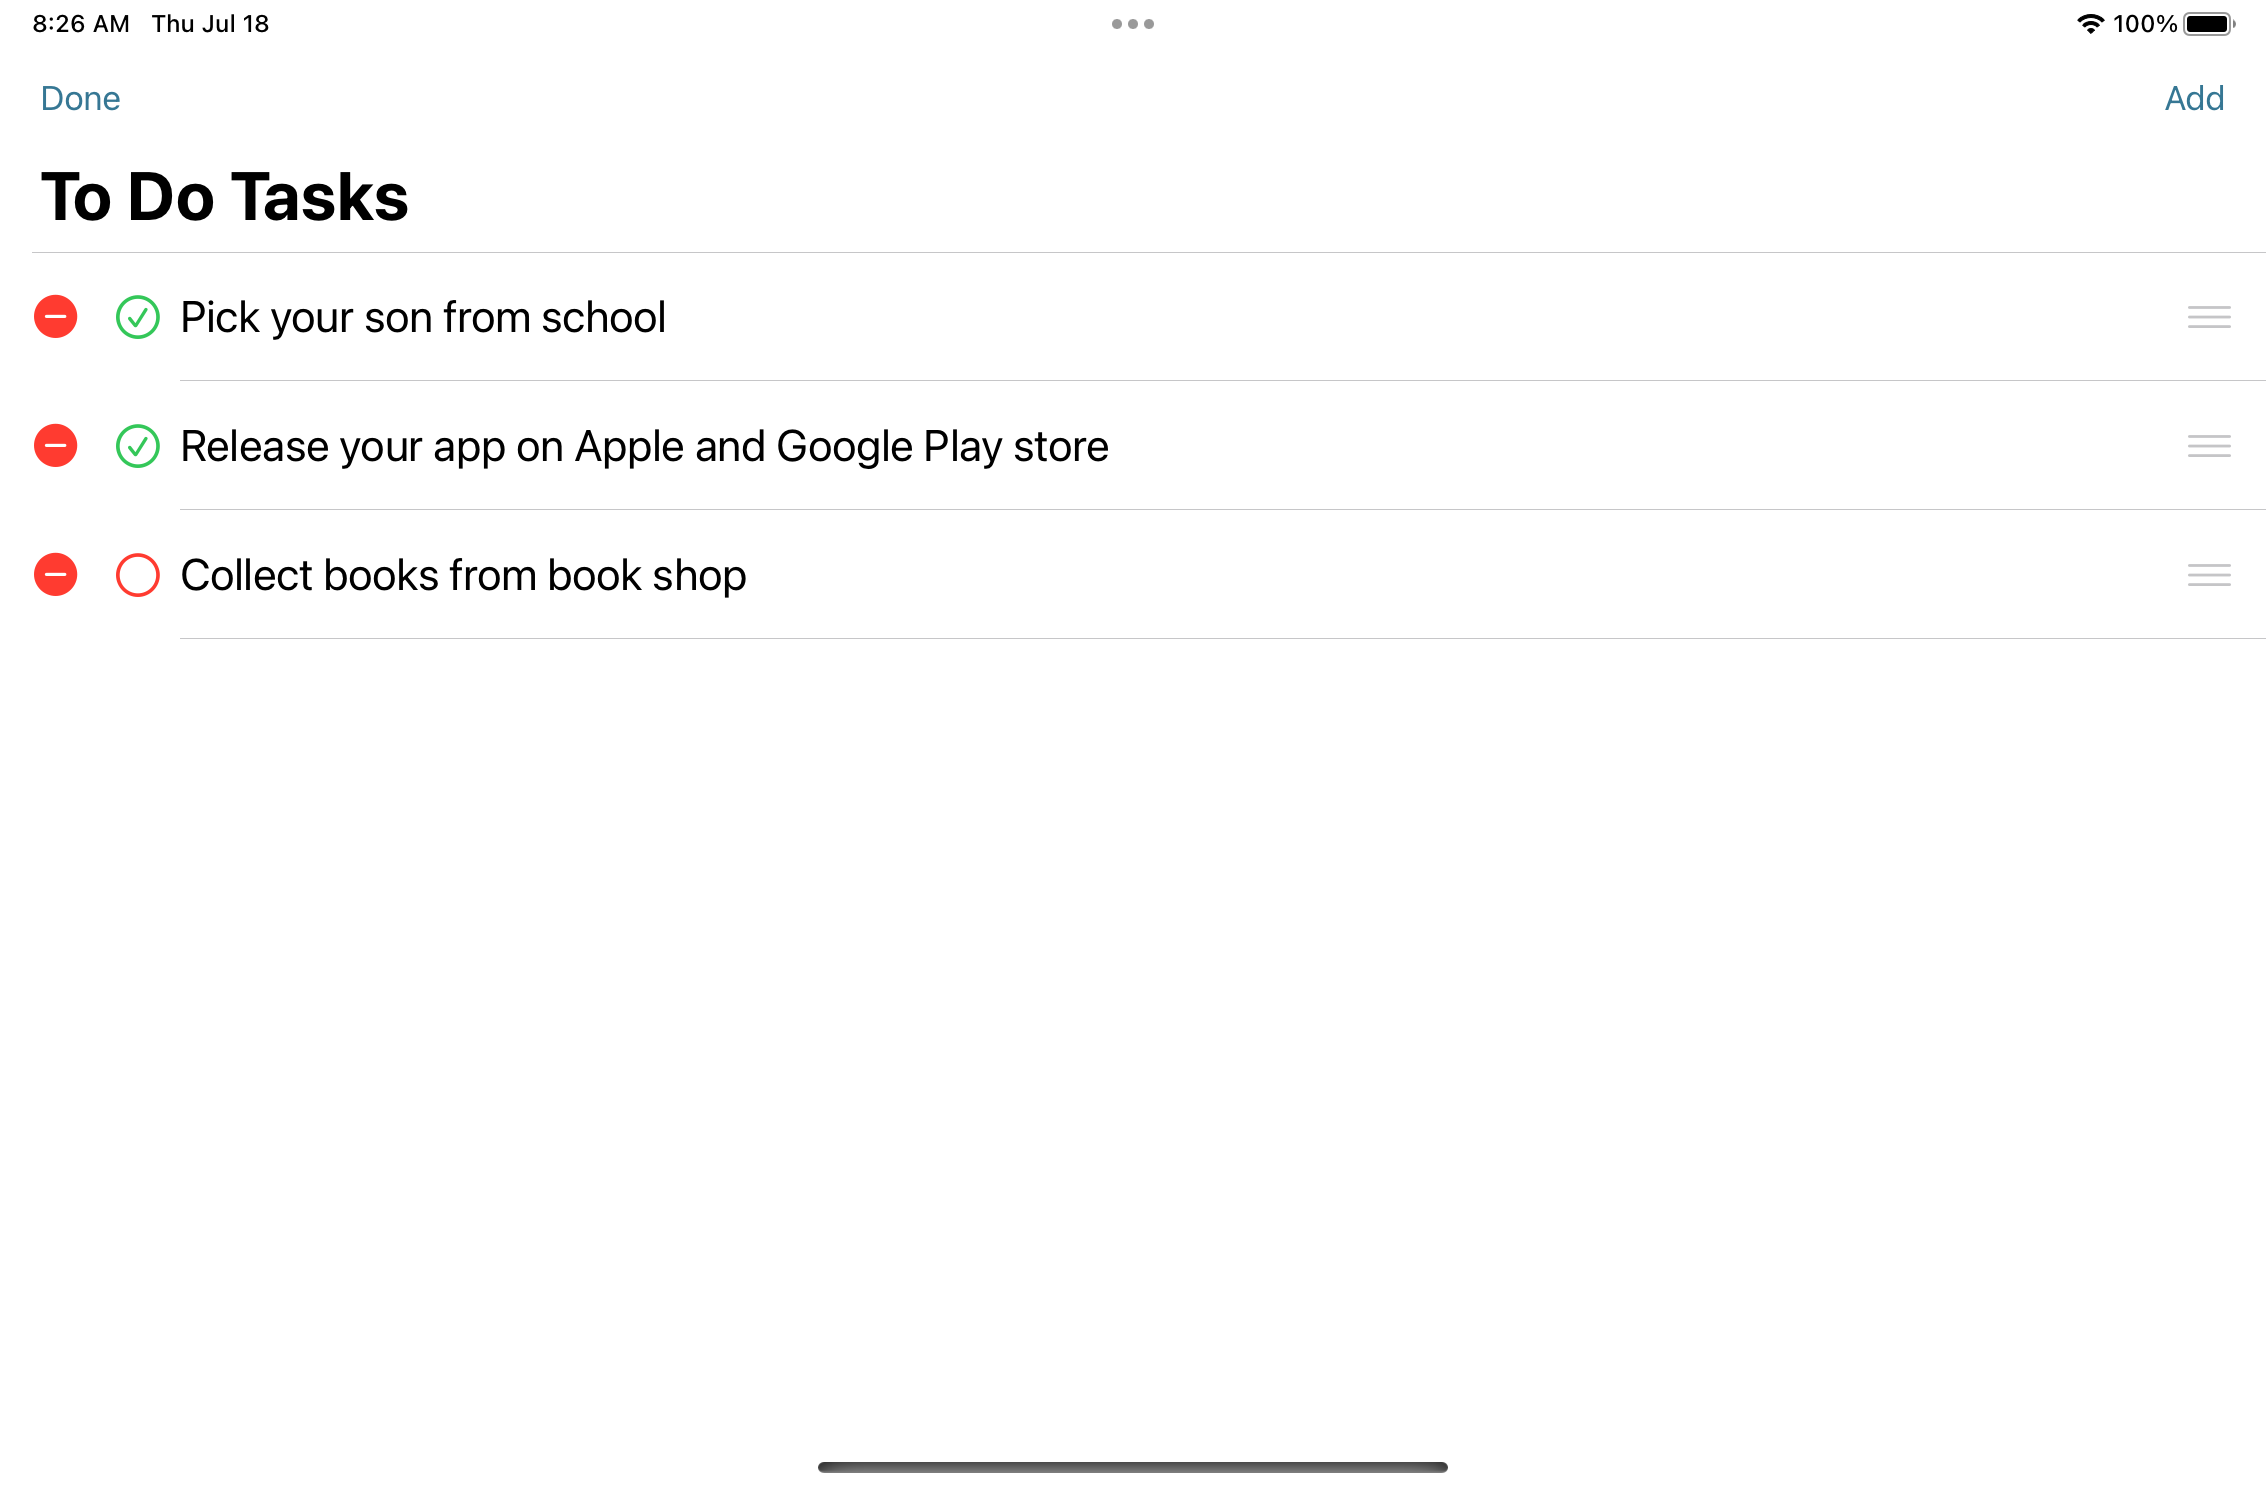 8:26 AM Thu Jul 18
100%
Done
Add
To Do Tasks
Pick your son from school
Release your app on Apple and Google Play store
Collect books from book shop